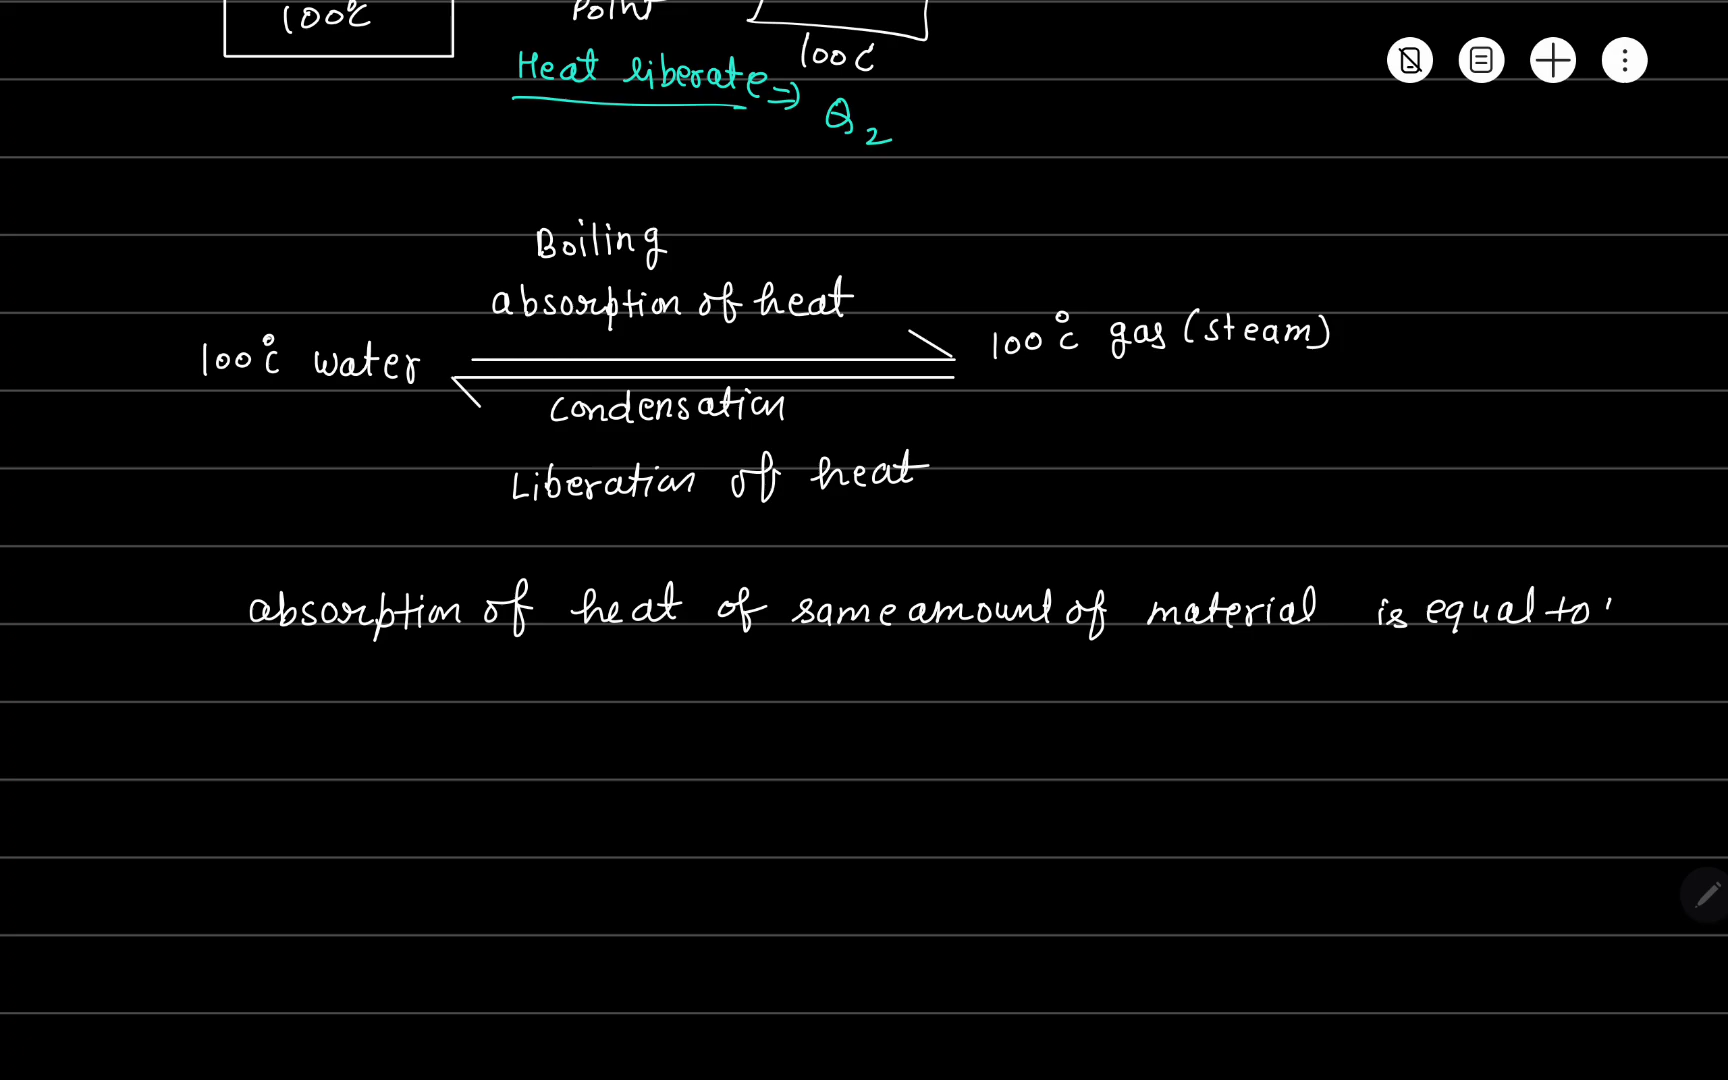 100°C
Point
100 C
Heat liberate => Q2
Boiling
absorption of heat
100°C water
100°C gas (steam)
condensation
Liberation of heat
absorption of heat of same amount of material is equal to